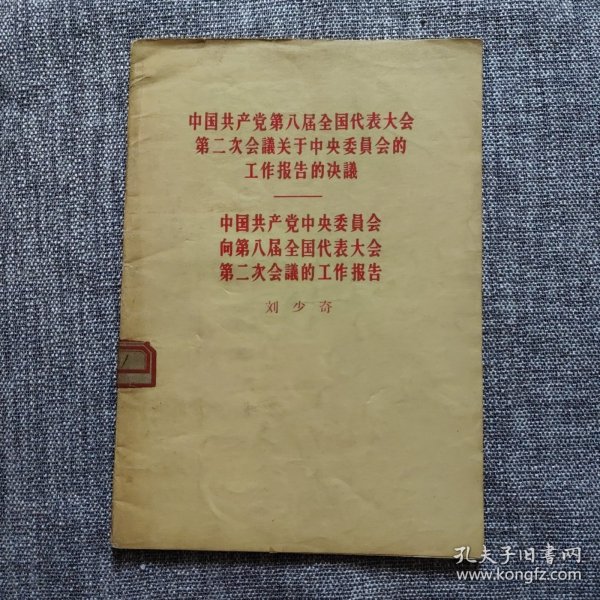 中国共产党第八届全国代表大会
第二次会議关于中央委員会的
工作报告的决議
中国共产党中央委員会
向第八届全国代表大会
第二次会議的工作报告
刘少奇
孔夫子旧書网
www.kongfz.com